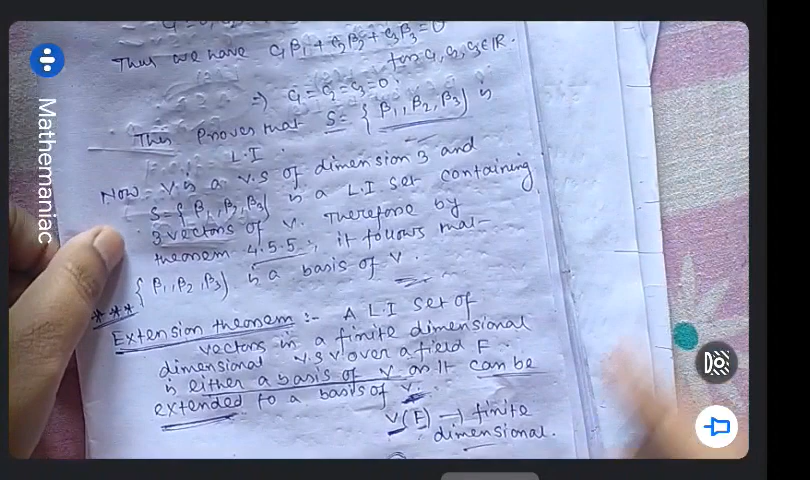 Thus we have C1β1 + C2β2 + C3β3 = 0
for C1, C2, C3 ∈ R.
=) C1 = C2 = C3 = 0.
This Proves that S = { β1, β2, β3 } is
L.I.
Now V is a V.S of dimension 3 and
S = { β1, β2, β3 } is a L.I set containing
3 vectors of V. Therefore by
theorem 4.5.5, it follows that
{ β1, β2, β3 } is a basis of V.
***
Extension theorem :- A L I set of
vectors in a finite dimensional
dimensional V.S V over a field F.
is either a basis of V or it can be
extended to a basis of V.
V(F) → finite
dimensional.
Mathemaniac